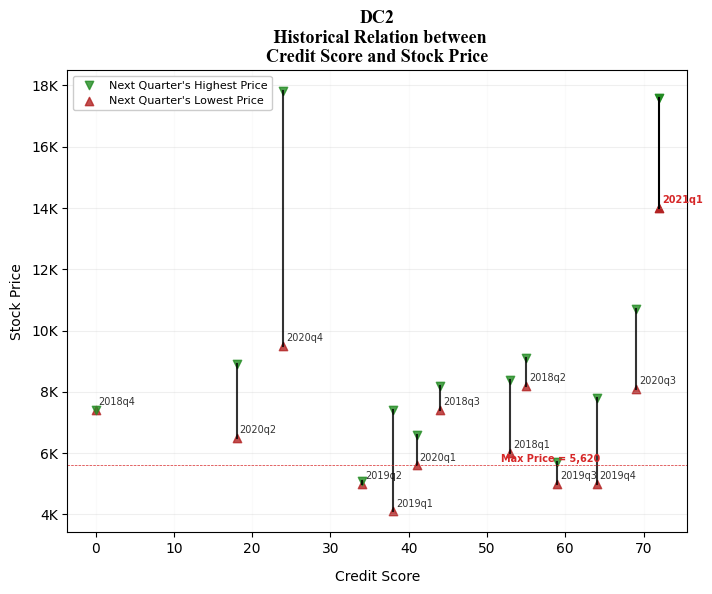 DC2
Historical Relation between
Credit Score and Stock Price
Next Quarter's Highest Price
Next Quarter's Lowest Price
18K
16K
14K
12K
10K
8K
6K
4K
Stock Price
2021q1
2020q4
2020q3
2018q2
2018q4
2018q3
2020q2
2018q1
Max Price = 5,620
2020q1
2019q2
2019q3
2019q4
2019q1
0
10
20
30
40
50
60
70
Credit Score